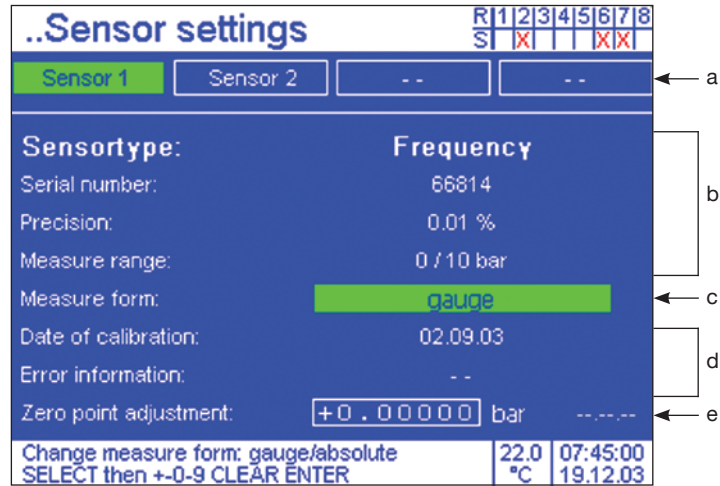 ..Sensor settings R 1 2 3 4 5 6 7 8
S X X X
Sensor 1 Sensor 2 - - - - a
Sensortype: Frequency
Serial number: 66814
b
Precision: 0.01 %
Measure range: 0 / 10 bar
Measure form: gauge c
Date of calibration: 02.09.03
d
Error information: - -
Zero point adjustment: +0.00000 bar --.--.-- e
Change measure form: gauge/absolute 22.0 07:45:00
SELECT then +-0-9 CLEAR ENTER °C 19.12.03